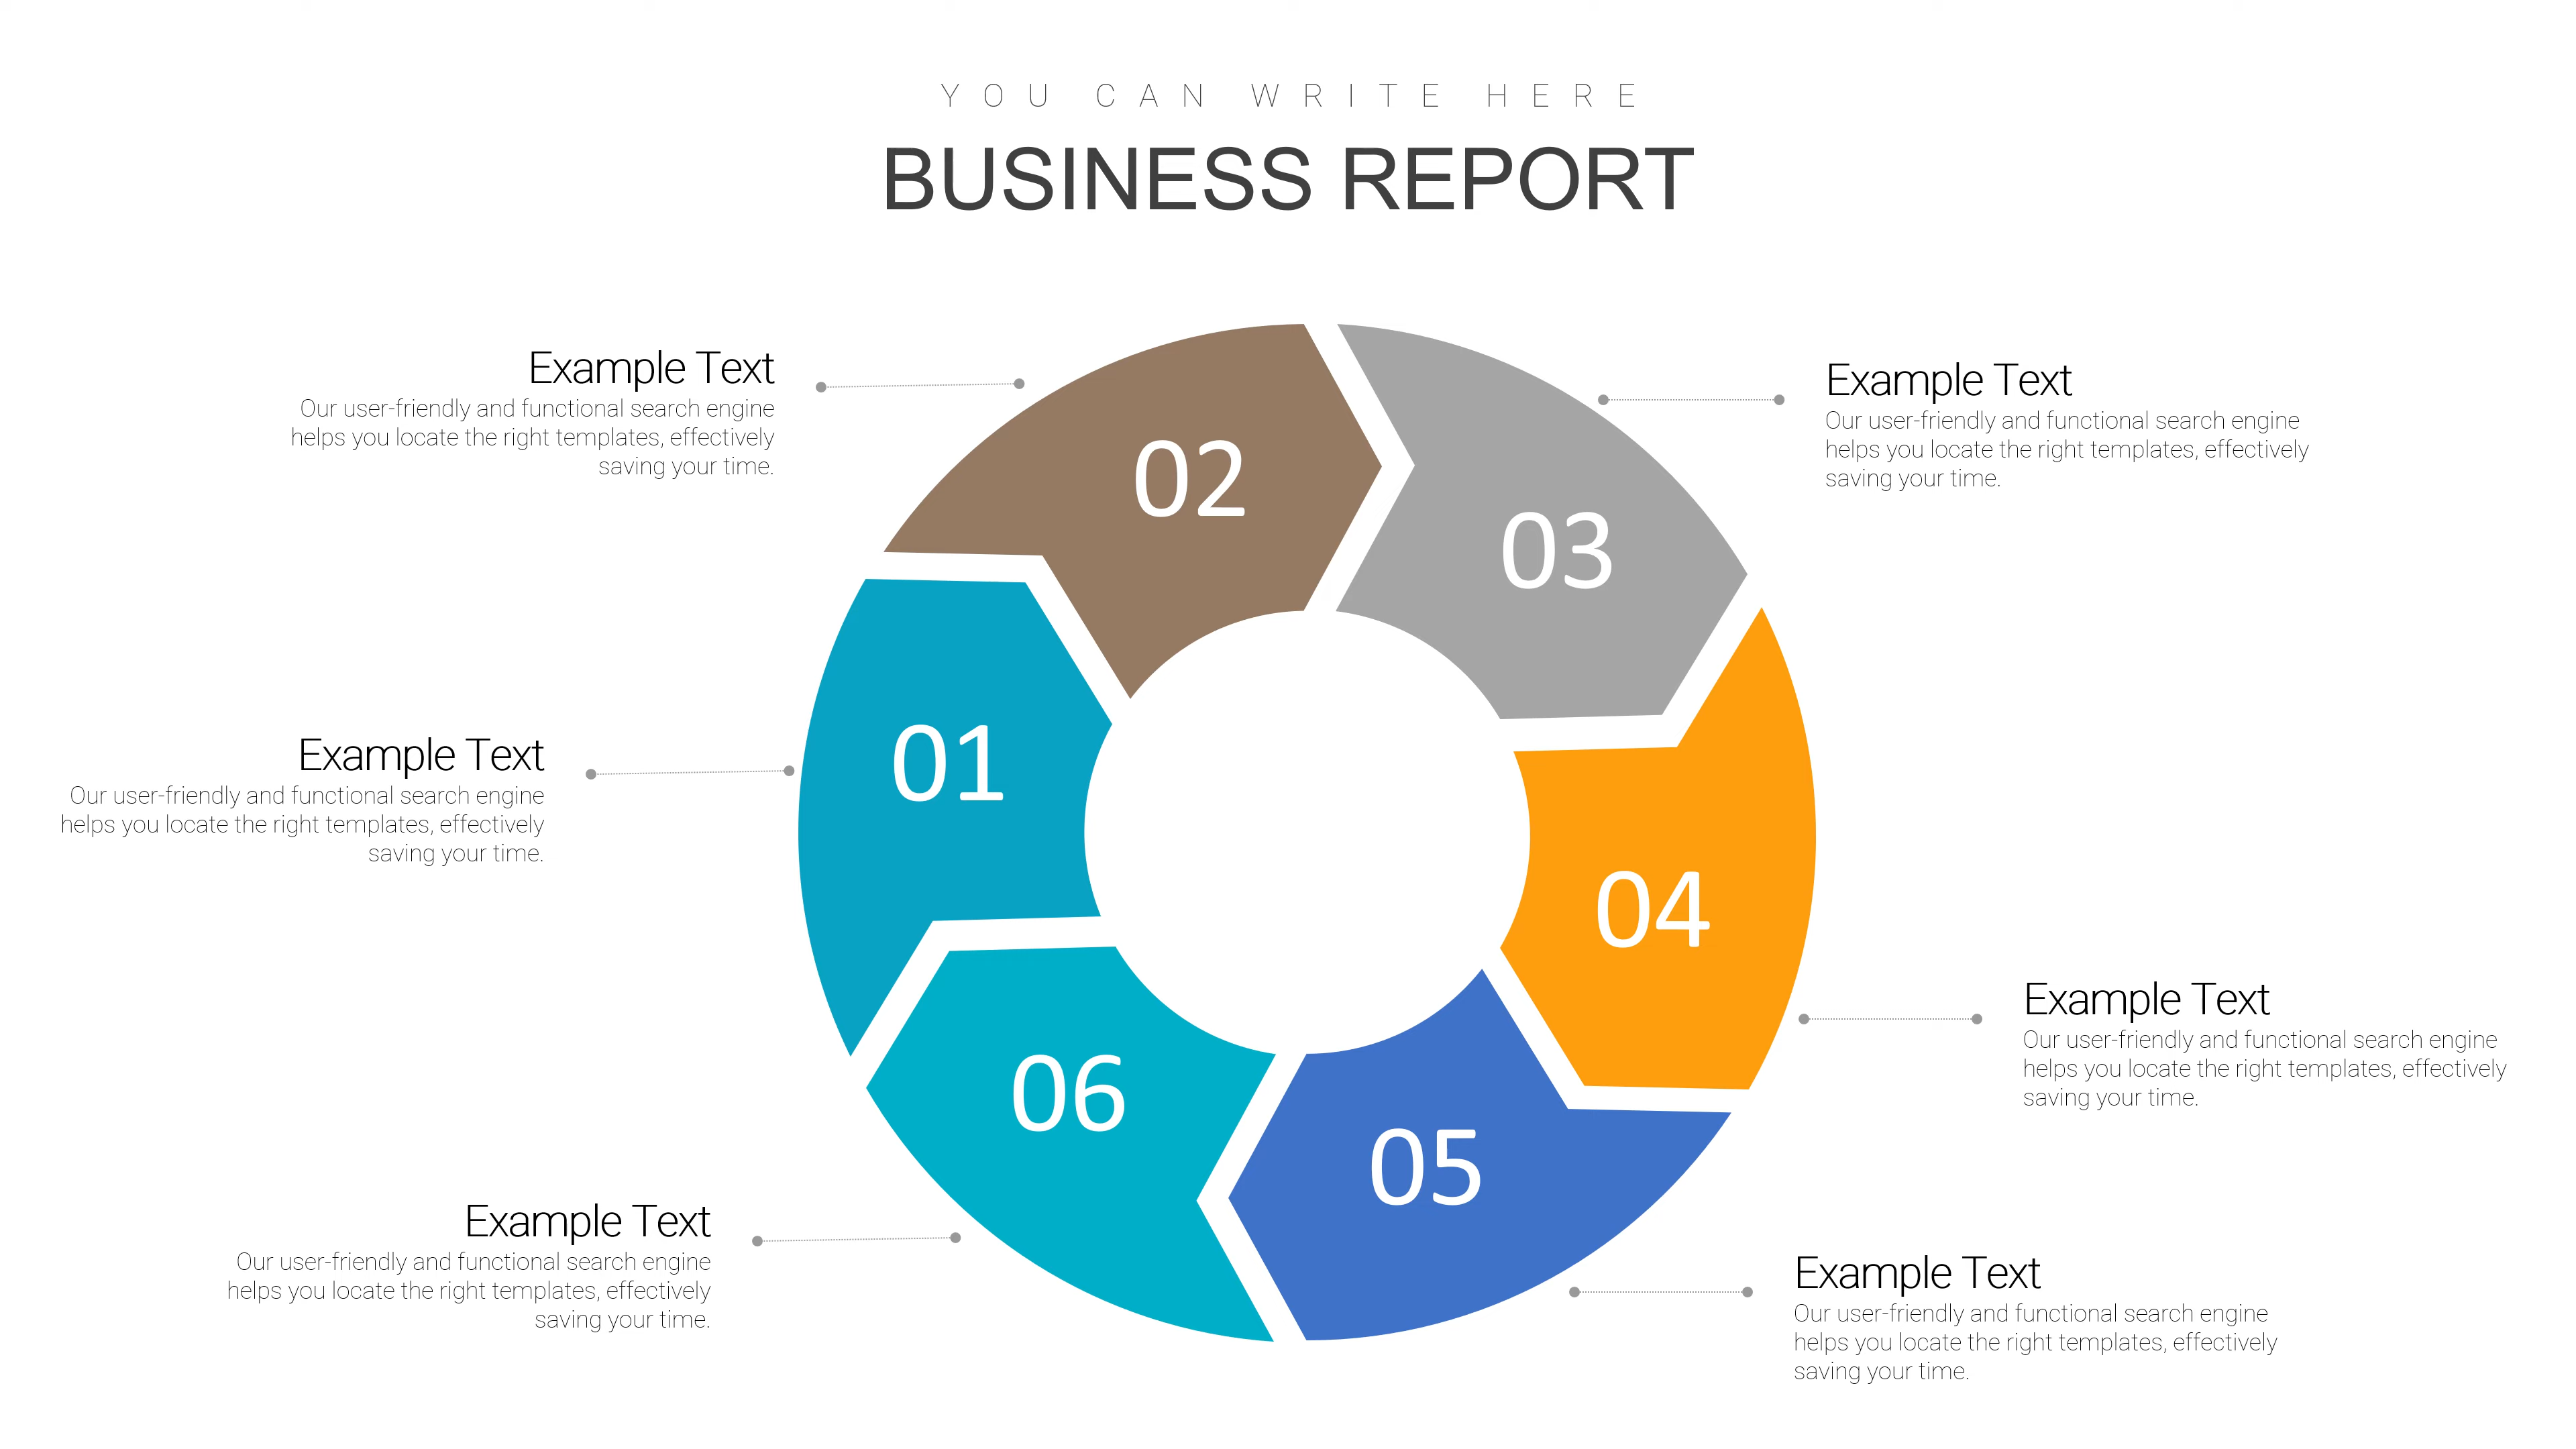 YOU CAN WRITE HERE
BUSINESS REPORT
Example Text
Our user-friendly and functional search engine
helps you locate the right templates, effectively
saving your time.
02
03
Example Text
Our user-friendly and functional search engine
helps you locate the right templates, effectively
saving your time.
Example Text
Our user-friendly and functional search engine
helps you locate the right templates, effectively
saving your time.
01
04
Example Text
Our user-friendly and functional search engine
helps you locate the right templates, effectively
saving your time.
Example Text
Our user-friendly and functional search engine
helps you locate the right templates, effectively
saving your time.
06
05
Example Text
Our user-friendly and functional search engine
helps you locate the right templates, effectively
saving your time.